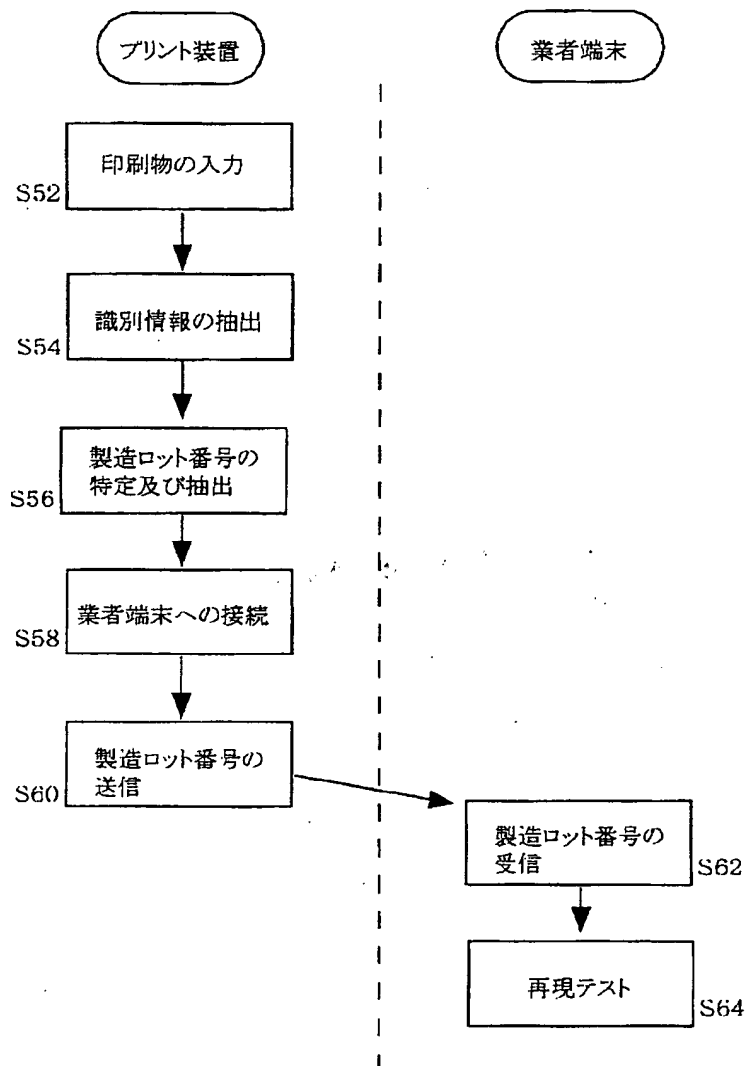 プリント装置
業者端末
印刷物の入力
S52
識別情報の抽出
S54
製造ロット番号の
特定及び抽出
S56
業者端末への接続
S58
製造ロット番号の
送信
S60
製造ロット番号の
受信
S62
再現テスト
S64